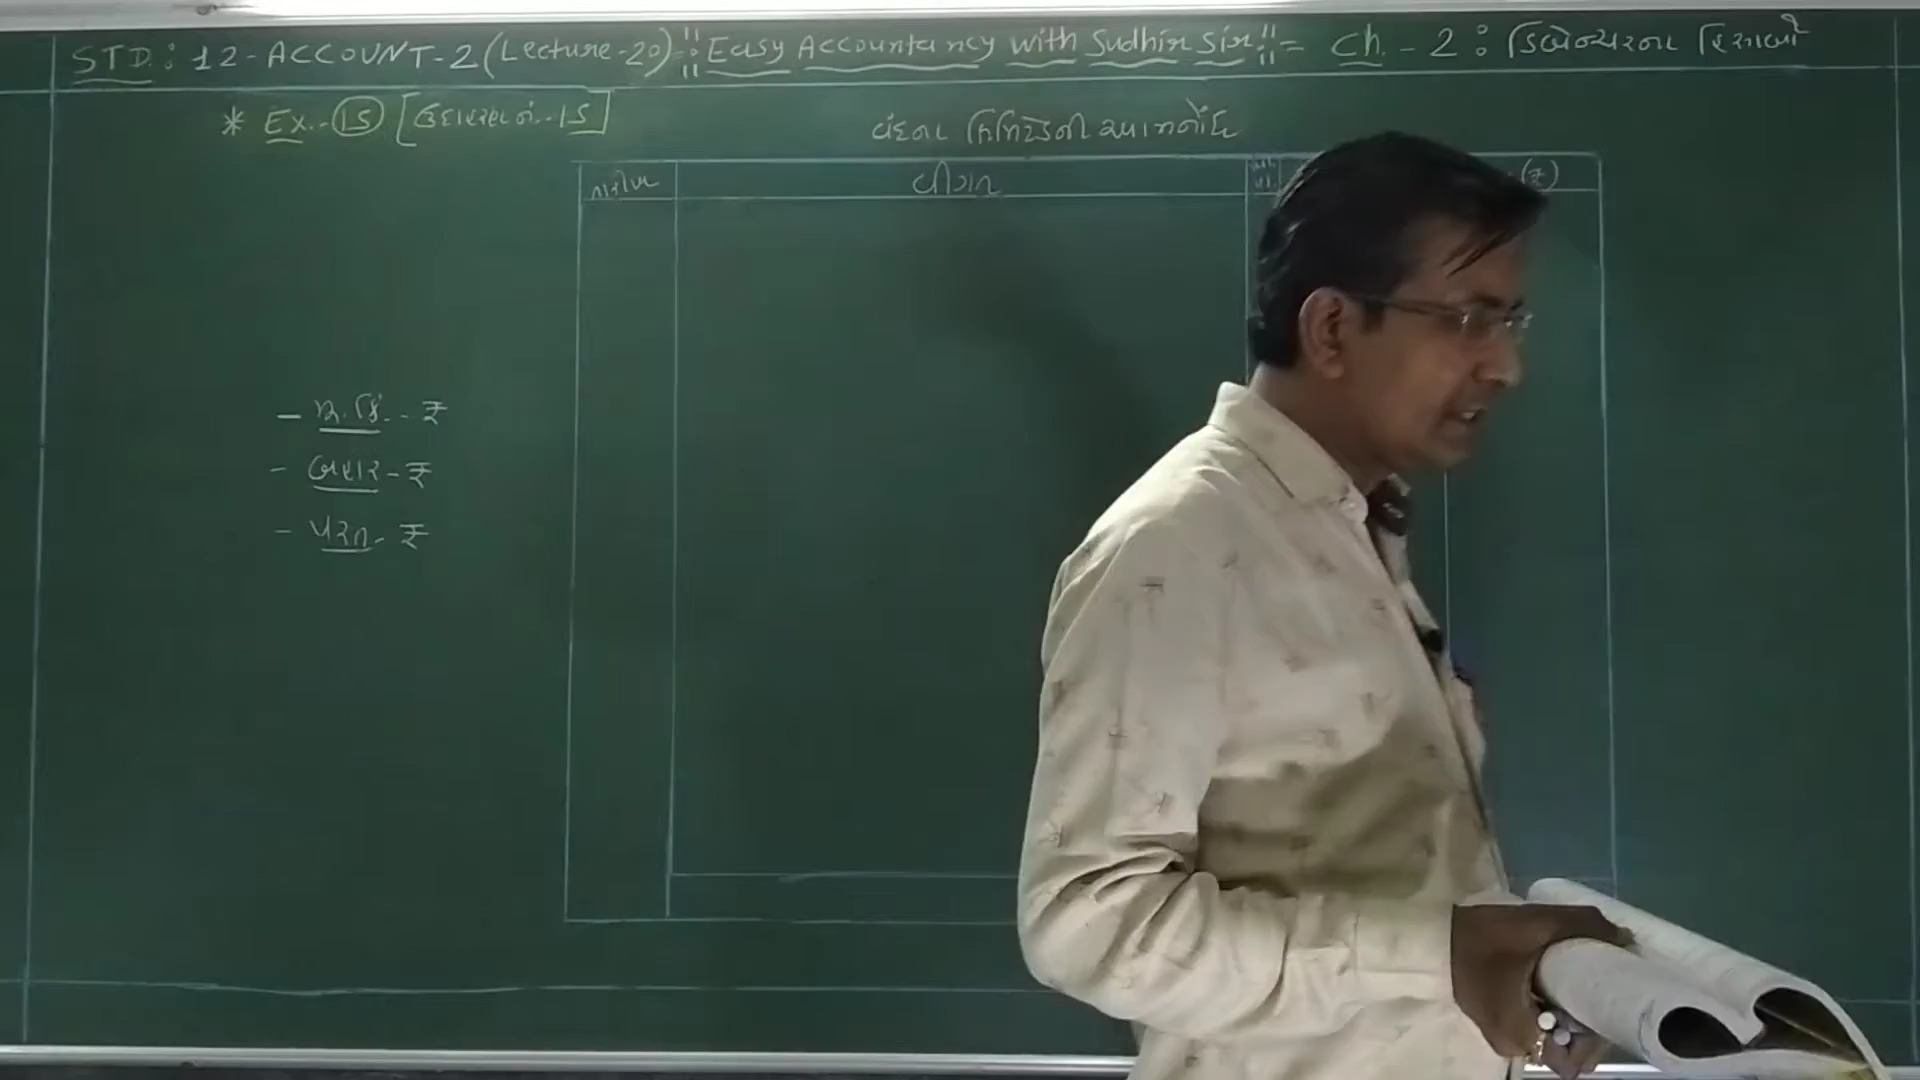 STD : 12 - ACCOUNT - 2 (Lecture - 20) = "Easy Accountancy with Sudhir Sir" = Ch. - 2 : ડિબેન્ચરના હિસાબો
* Ex. - 15 [ઉદાહરણ નં. - 15]
વંદના લિમિટેડની આમનોંધ
તારીખ વિગત (₹)
- મૂ. કિં. - ₹
- બહાર - ₹
- પરત - ₹